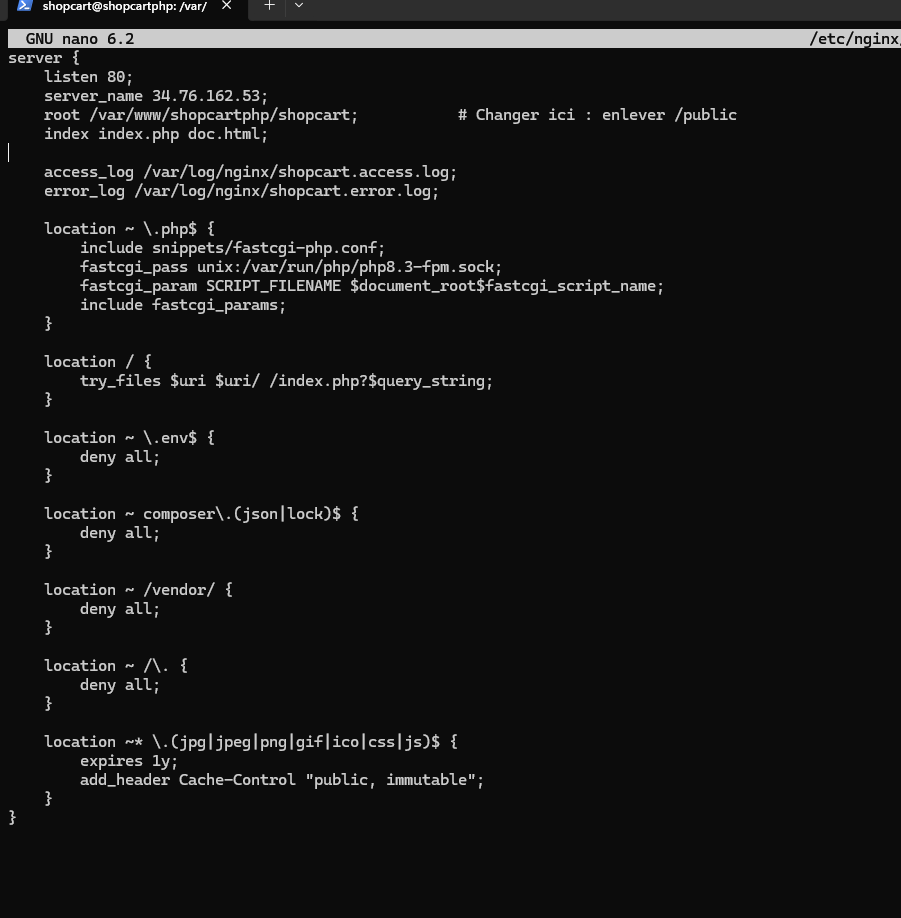 shopcart@shopcartphp: /var/
GNU nano 6.2 /etc/nginx/
server {
    listen 80;
    server_name 34.76.162.53;
    root /var/www/shopcartphp/shopcart;           # Changer ici : enlever /public
    index index.php doc.html;

    access_log /var/log/nginx/shopcart.access.log;
    error_log /var/log/nginx/shopcart.error.log;

    location ~ \.php$ {
        include snippets/fastcgi-php.conf;
        fastcgi_pass unix:/var/run/php/php8.3-fpm.sock;
        fastcgi_param SCRIPT_FILENAME $document_root$fastcgi_script_name;
        include fastcgi_params;
    }

    location / {
        try_files $uri $uri/ /index.php?$query_string;
    }

    location ~ \.env$ {
        deny all;
    }

    location ~ composer\.(json|lock)$ {
        deny all;
    }

    location ~ /vendor/ {
        deny all;
    }

    location ~ /\. {
        deny all;
    }

    location ~* \.(jpg|jpeg|png|gif|ico|css|js)$ {
        expires 1y;
        add_header Cache-Control "public, immutable";
    }
}